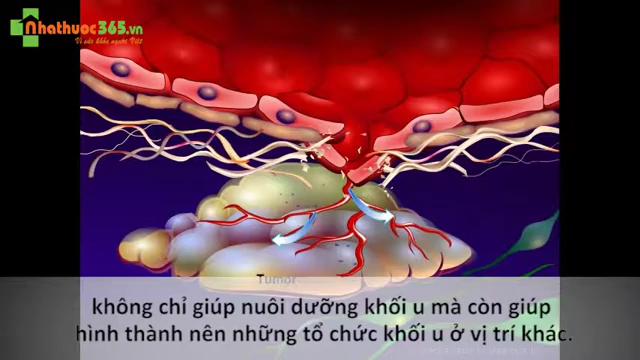 Nhathuoc365.vn
Vì sức khỏe người Việt
Tumor
không chỉ giúp nuôi dưỡng khối u mà còn giúp
hình thành nên những tổ chức khối u ở vị trí khác.